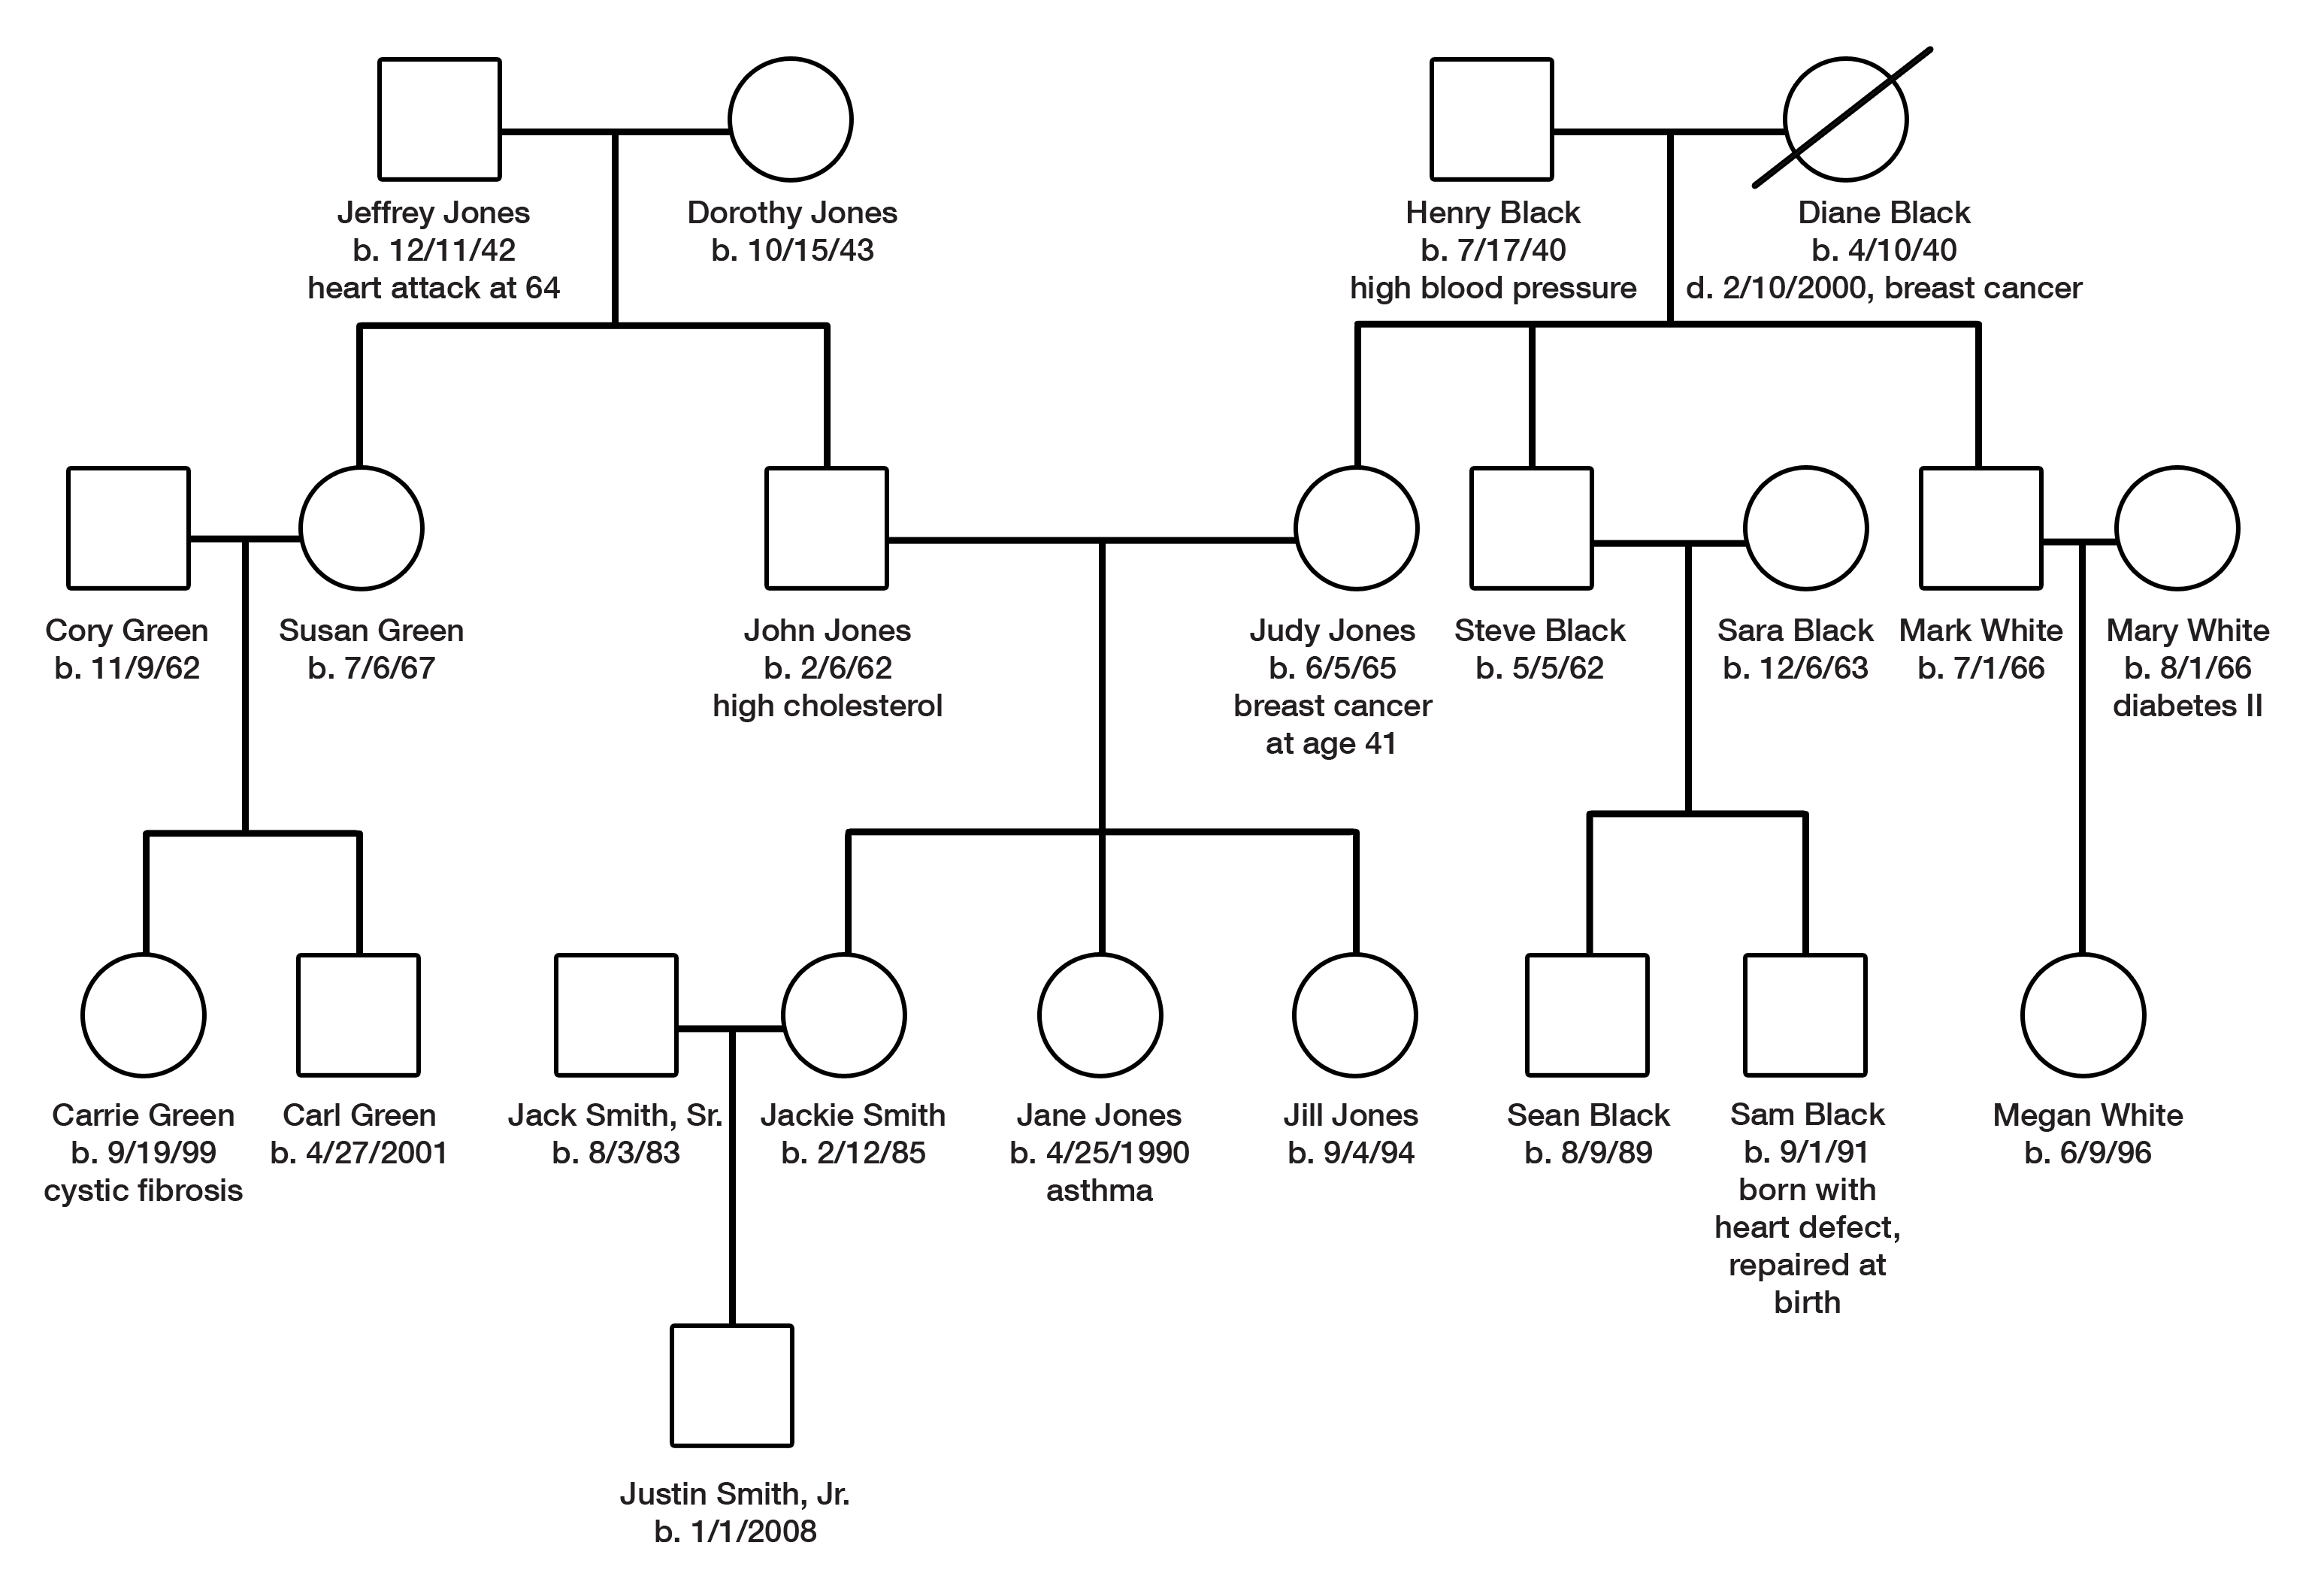 Jeffrey Jones
b. 12/11/42
heart attack at 64
Dorothy Jones
b. 10/15/43
Henry Black
b. 7/17/40
high blood pressure
Diane Black
b. 4/10/40
d. 2/10/2000, breast cancer
Cory Green
b. 11/9/62
Susan Green
b. 7/6/67
John Jones
b. 2/6/62
high cholesterol
Judy Jones
b. 6/5/65
breast cancer
at age 41
Steve Black
b. 5/5/62
Sara Black
b. 12/6/63
Mark White
b. 7/1/66
Mary White
b. 8/1/66
diabetes II
Carrie Green
b. 9/19/99
cystic fibrosis
Carl Green
b. 4/27/2001
Jack Smith, Sr.
b. 8/3/83
Jackie Smith
b. 2/12/85
Jane Jones
b. 4/25/1990
asthma
Jill Jones
b. 9/4/94
Sean Black
b. 8/9/89
Sam Black
b. 9/1/91
born with
heart defect,
repaired at
birth
Megan White
b. 6/9/96
Justin Smith, Jr.
b. 1/1/2008